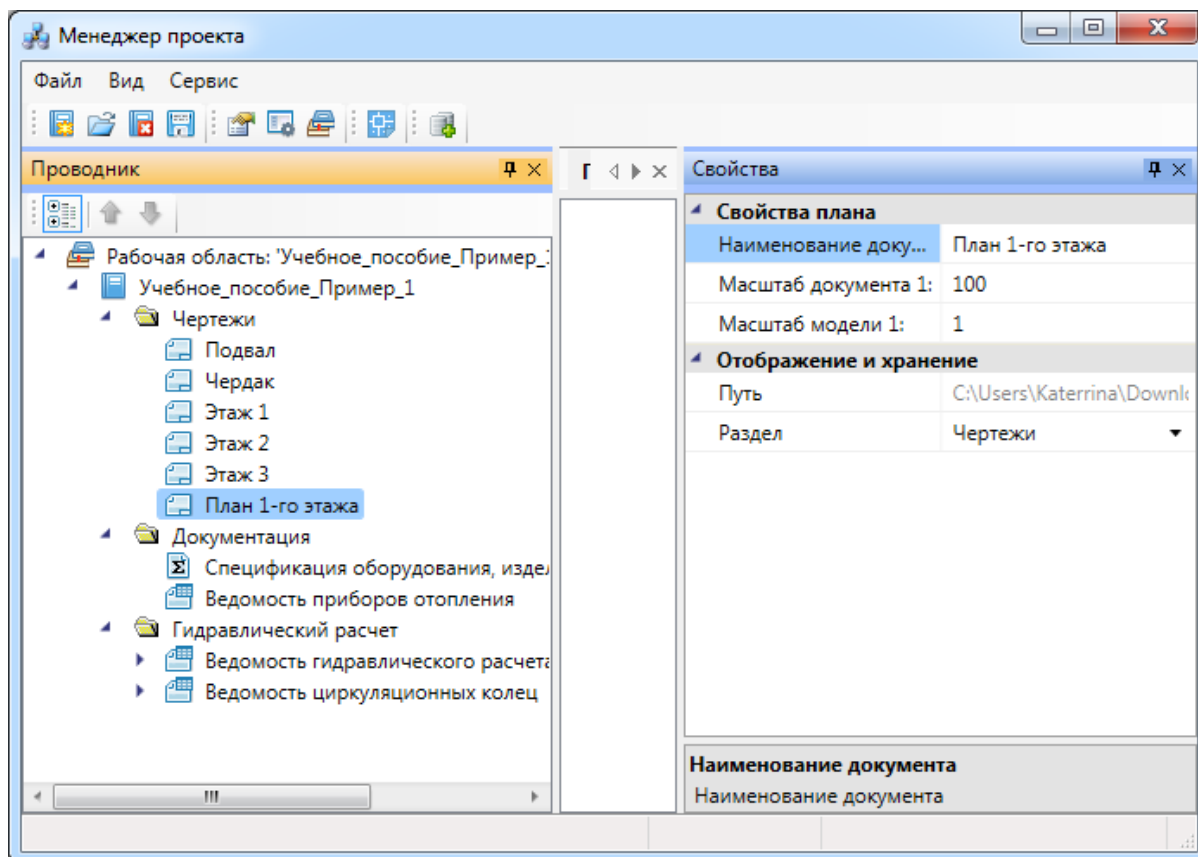 Менеджер проекта
Файл Вид Сервис
Проводник
Свойства
Рабочая область: 'Учебное_пособие_Пример_
Учебное_пособие_Пример_1
Чертежи
Подвал
Чердак
Этаж 1
Этаж 2
Этаж 3
План 1-го этажа
Документация
Спецификация оборудования, издел
Ведомость приборов отопления
Гидравлический расчет
Ведомость гидравлического расчета
Ведомость циркуляционных колец
Свойства плана
Наименование доку... План 1-го этажа
Масштаб документа 1: 100
Масштаб модели 1: 1
Отображение и хранение
Путь C:\Users\Katerrina\Downlo
Раздел Чертежи
Наименование документа
Наименование документа